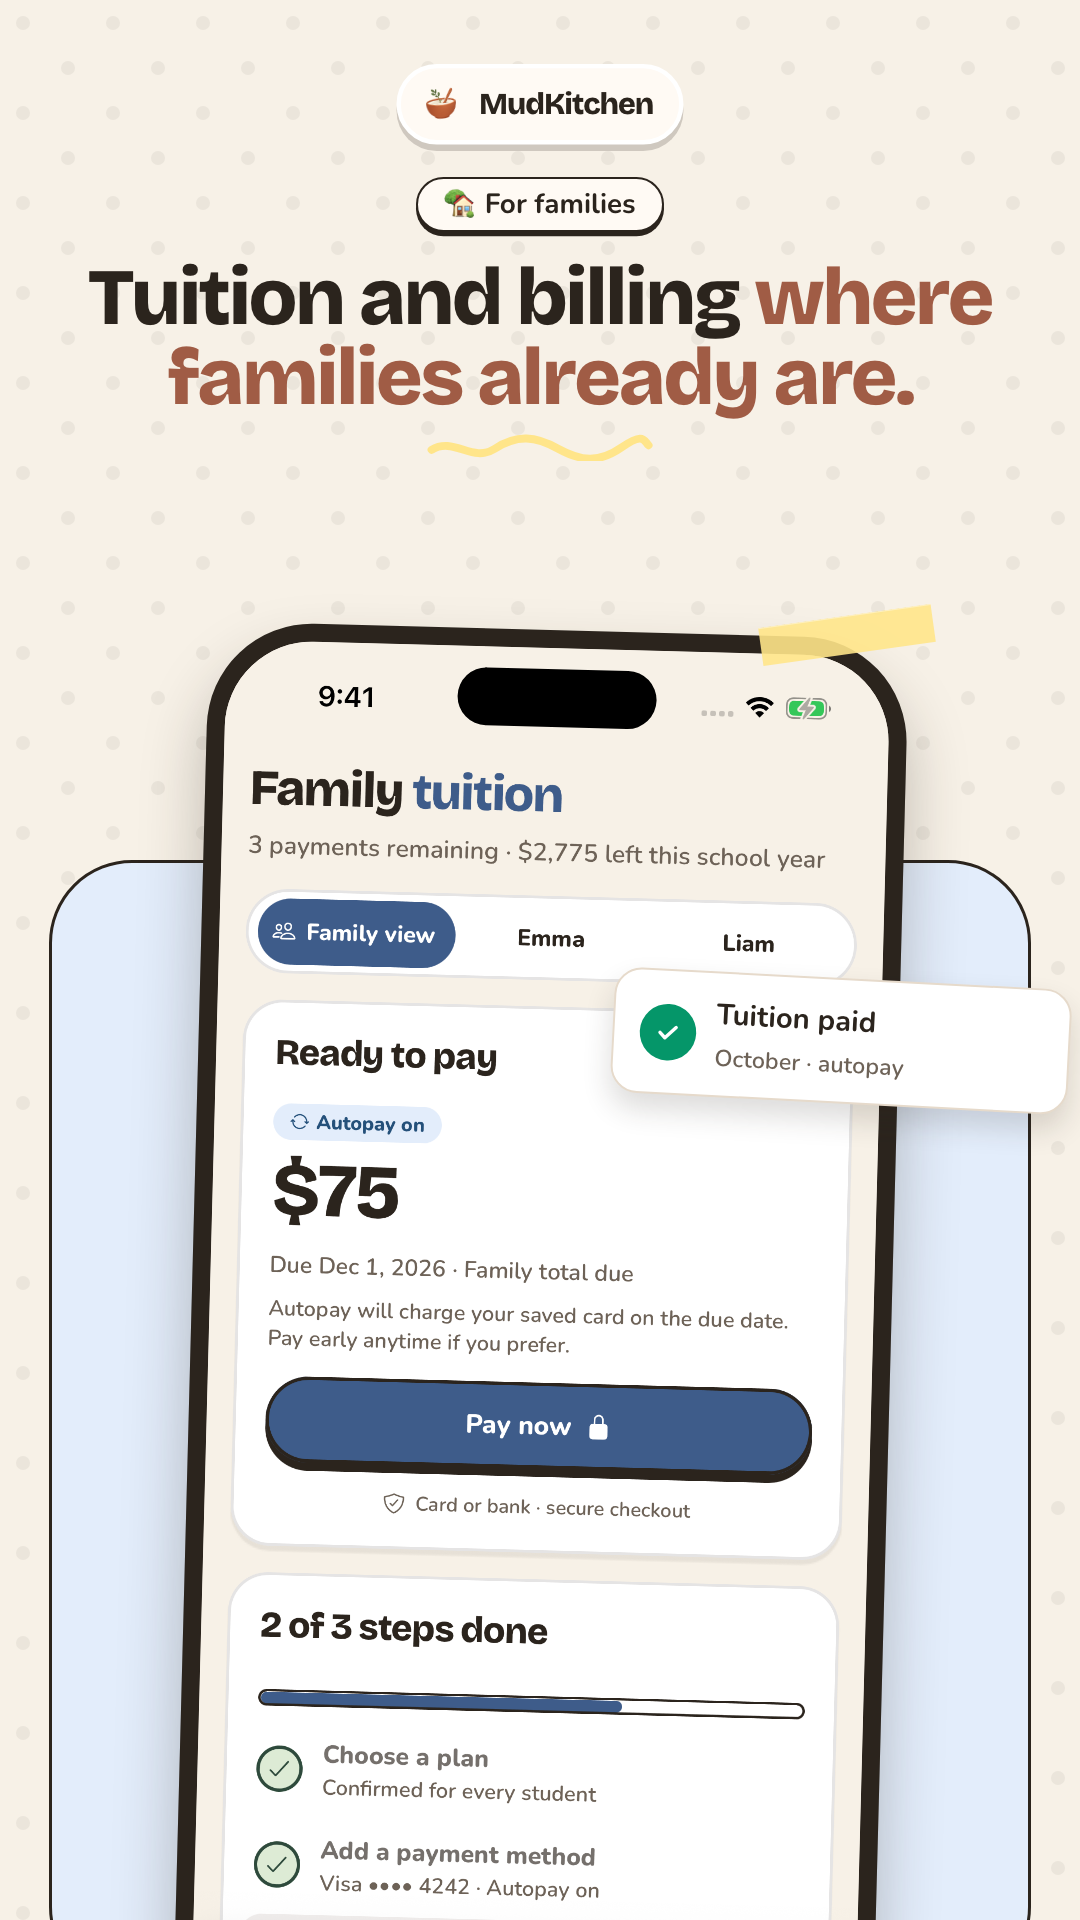 MudKitchen
For families
Tuition and billing where
families already are.
9:41
Family tuition
3 payments remaining · $2,775 left this school year
Family view
Emma
Liam
Tuition paid
October · autopay
Ready to pay
Autopay on
$75
Due Dec 1, 2026 · Family total due
Autopay will charge your saved card on the due date.
Pay early anytime if you prefer.
Pay now
Card or bank · secure checkout
2 of 3 steps done
Choose a plan
Confirmed for every student
Add a payment method
Visa •••• 4242 · Autopay on